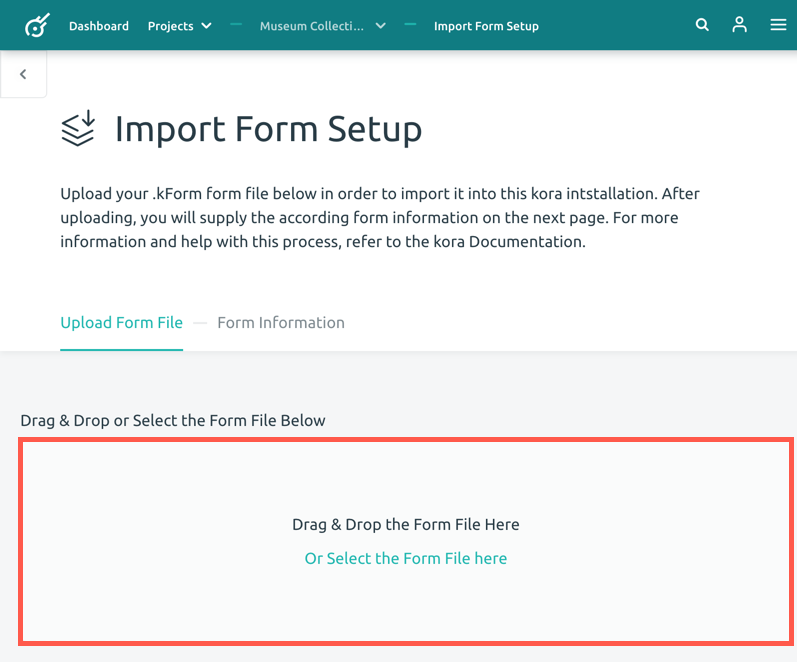 Dashboard Projects Museum Collecti... Import Form Setup
Import Form Setup
Upload your .kForm form file below in order to import it into this kora intstallation. After
uploading, you will supply the according form information on the next page. For more
information and help with this process, refer to the kora Documentation.
Upload Form File Form Information
Drag & Drop or Select the Form File Below
Drag & Drop the Form File Here
Or Select the Form File here